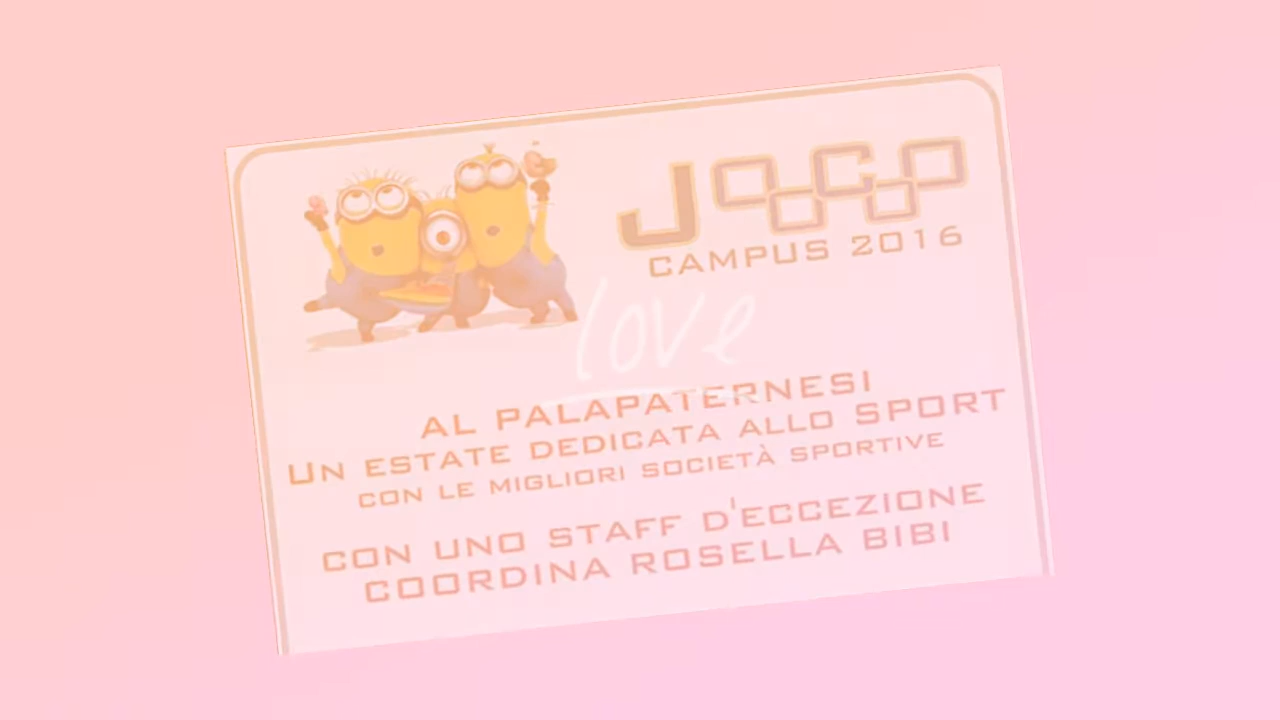 JOOCOO
CAMPUS 2016
love
AL PALAPATERNESI
UN ESTATE DEDICATA ALLO SPORT
CON LE MIGLIORI SOCIETÀ SPORTIVE
CON UNO STAFF D'ECCEZIONE
COORDINA ROSELLA BIBI